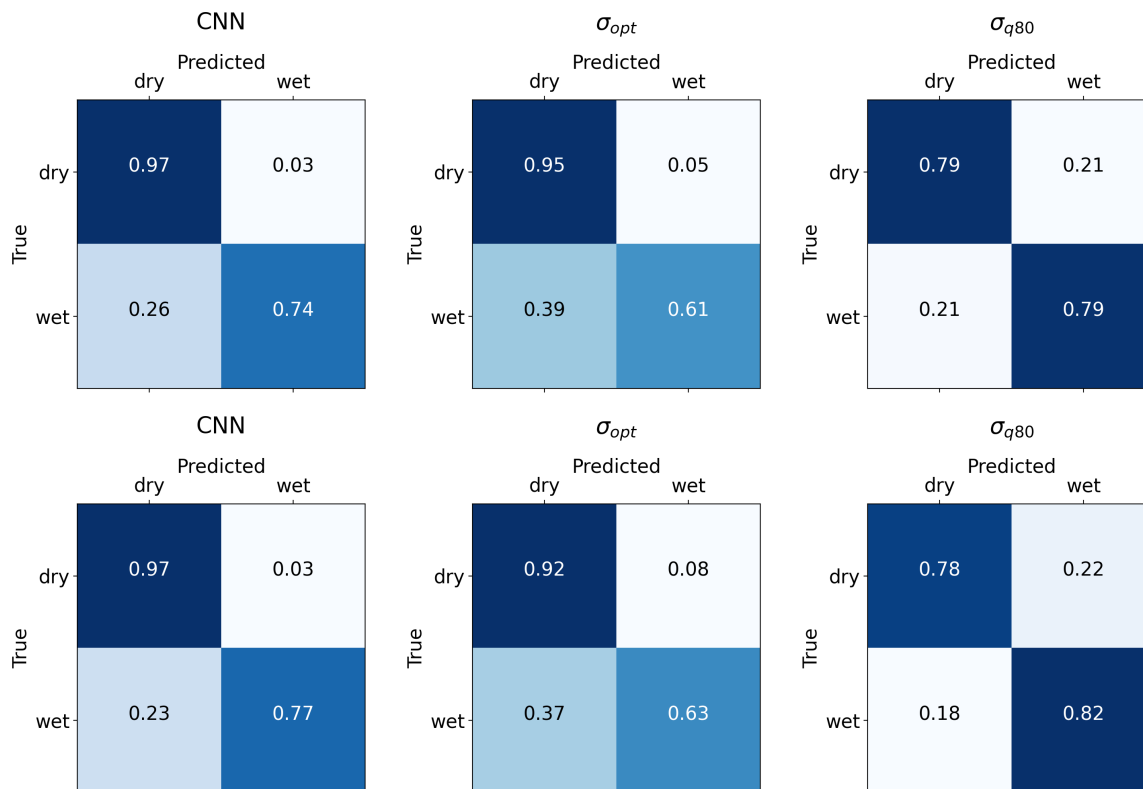 CNN
Predicted
dry wet
dry 0.97 0.03
True
wet 0.26 0.74
σopt
Predicted
dry wet
dry 0.95 0.05
True
wet 0.39 0.61
σq80
Predicted
dry wet
dry 0.79 0.21
True
wet 0.21 0.79
CNN
Predicted
dry wet
dry 0.97 0.03
True
wet 0.23 0.77
σopt
Predicted
dry wet
dry 0.92 0.08
True
wet 0.37 0.63
σq80
Predicted
dry wet
dry 0.78 0.22
True
wet 0.18 0.82